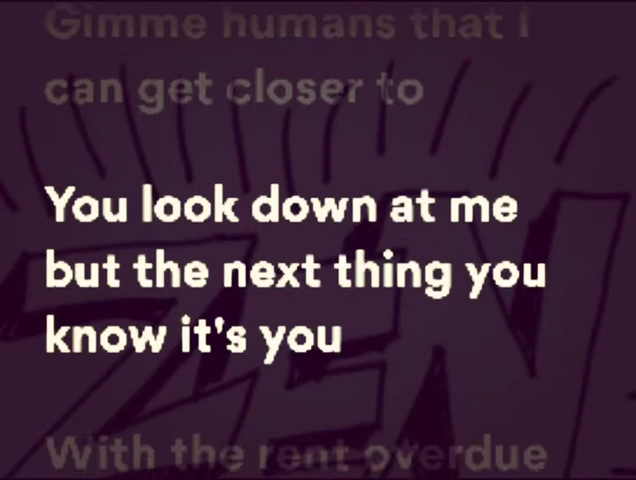 Gimme humans that I
can get closer to
You look down at me
but the next thing you
know it's you
With the rent overdue
ZEN